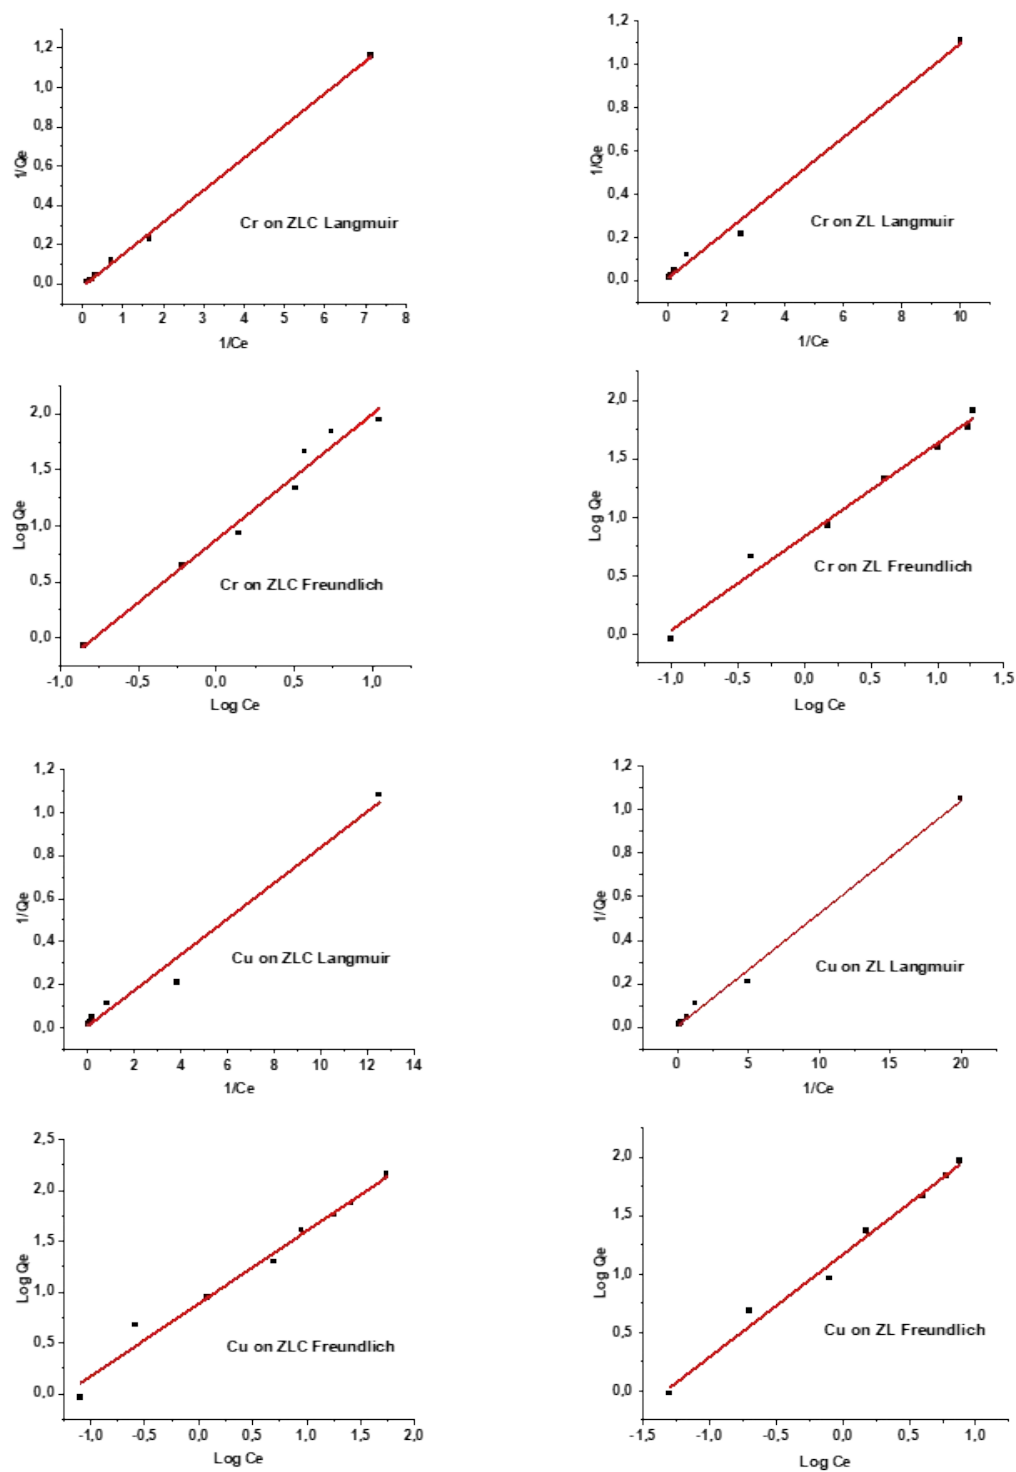 1,2
1,0
0,8
0,6
0,4
0,2
0,0
1/Qe
Cr on ZLC Langmuir
0 1 2 3 4 5 6 7 8
1/Ce
1,2
1,0
0,8
0,6
0,4
0,2
0,0
1/Qe
Cr on ZL Langmuir
0 2 4 6 8 10
1/Ce
2,0
1,5
1,0
0,5
0,0
Log Qe
Cr on ZLC Freundlich
-1,0 -0,5 0,0 0,5 1,0
Log Ce
2,0
1,5
1,0
0,5
0,0
Log Qe
Cr on ZL Freundlich
-1,0 -0,5 0,0 0,5 1,0 1,5
Log Ce
1,2
1,0
0,8
0,6
0,4
0,2
0,0
1/Qe
Cu on ZLC Langmuir
0 2 4 6 8 10 12 14
1/Ce
1,2
1,0
0,8
0,6
0,4
0,2
0,0
1/Qe
Cu on ZL Langmuir
0 5 10 15 20
1/Ce
2,5
2,0
1,5
1,0
0,5
0,0
Log Qe
Cu on ZLC Freundlich
-1,0 -0,5 0,0 0,5 1,0 1,5 2,0
Log Ce
2,0
1,5
1,0
0,5
0,0
Log Qe
Cu on ZL Freundlich
-1,5 -1,0 -0,5 0,0 0,5 1,0
Log Ce